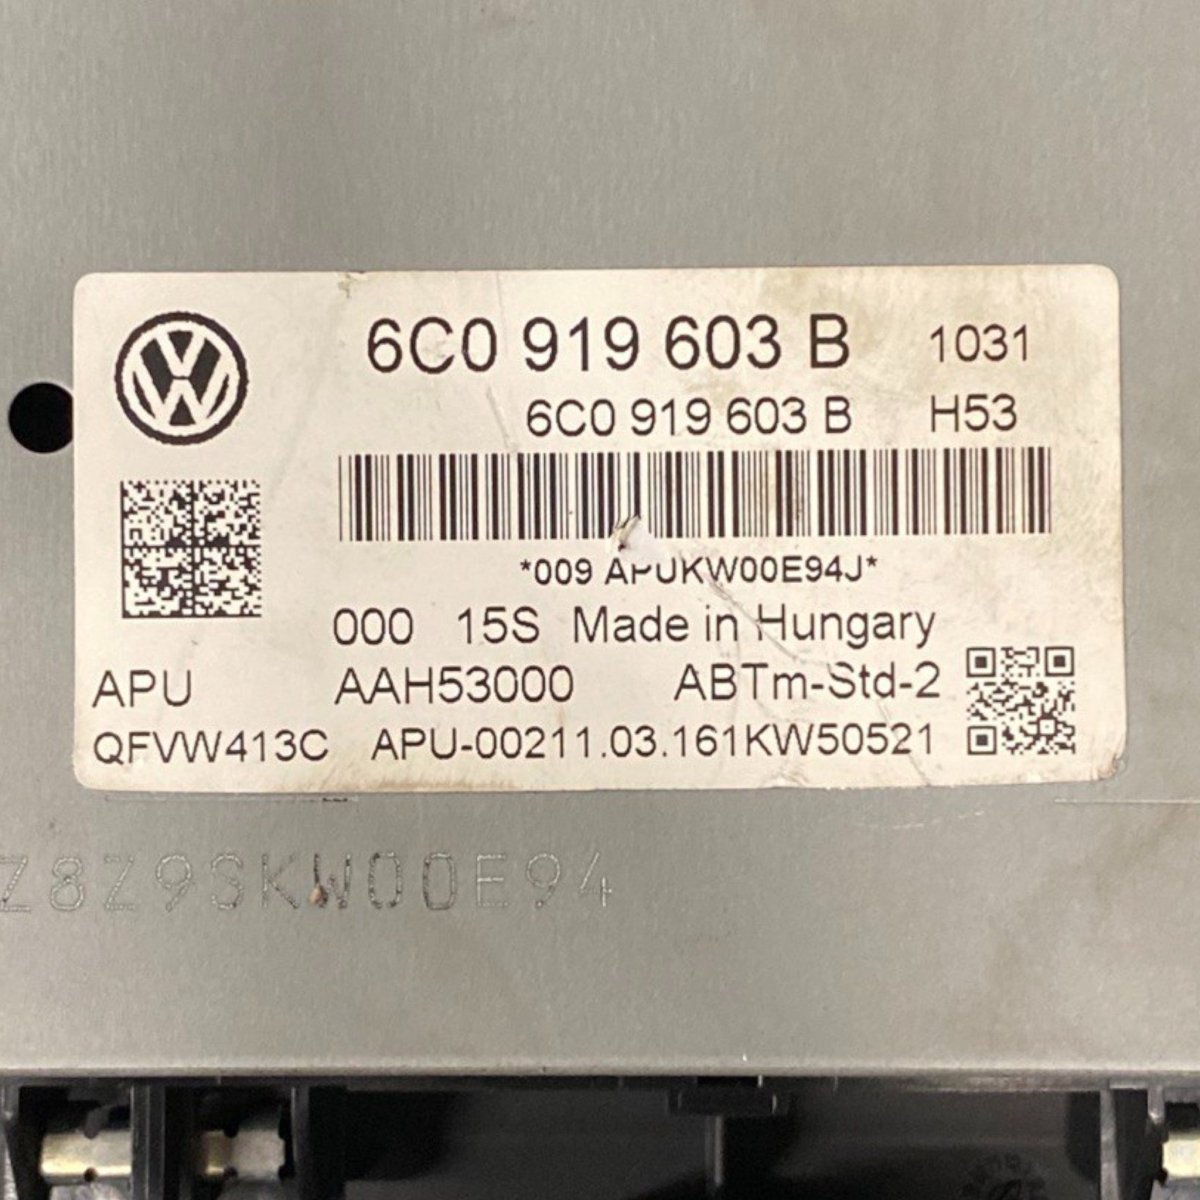 6C0 919 603 B 1031
6C0 919 603 B H53
*009 APUKW00E94J*
000 15S Made in Hungary
APU AAH53000 ABTm-Std-2
QFVW413C APU-00211.03.161KW50521
Z8Z9SKW00E94